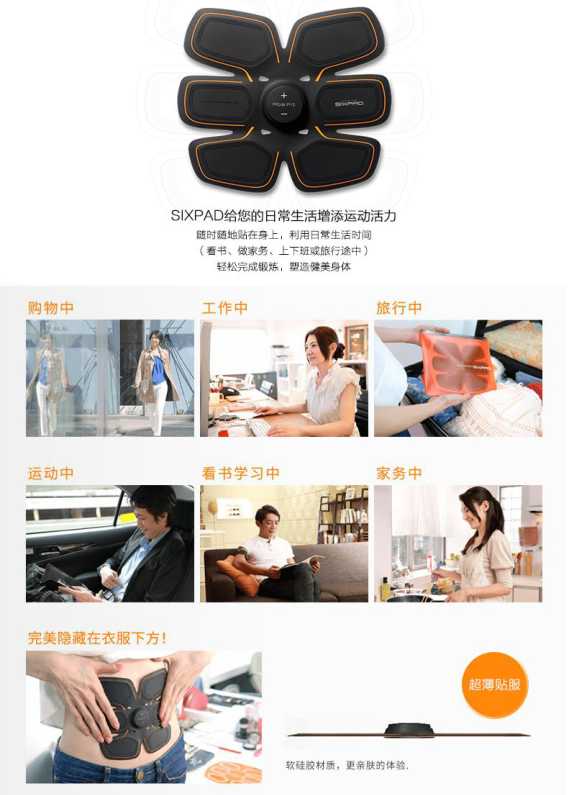 +
SIXPAD
−
SIXPAD给您的日常生活增添运动活力
随时随地贴在身上，利用日常生活时间
（看书、做家务、上下班或旅行途中）
轻松完成锻炼，塑造健美身体
购物中
工作中
旅行中
运动中
看书学习中
家务中
完美隐藏在衣服下方！
超薄贴服
软硅胶材质，更亲肤的体验.